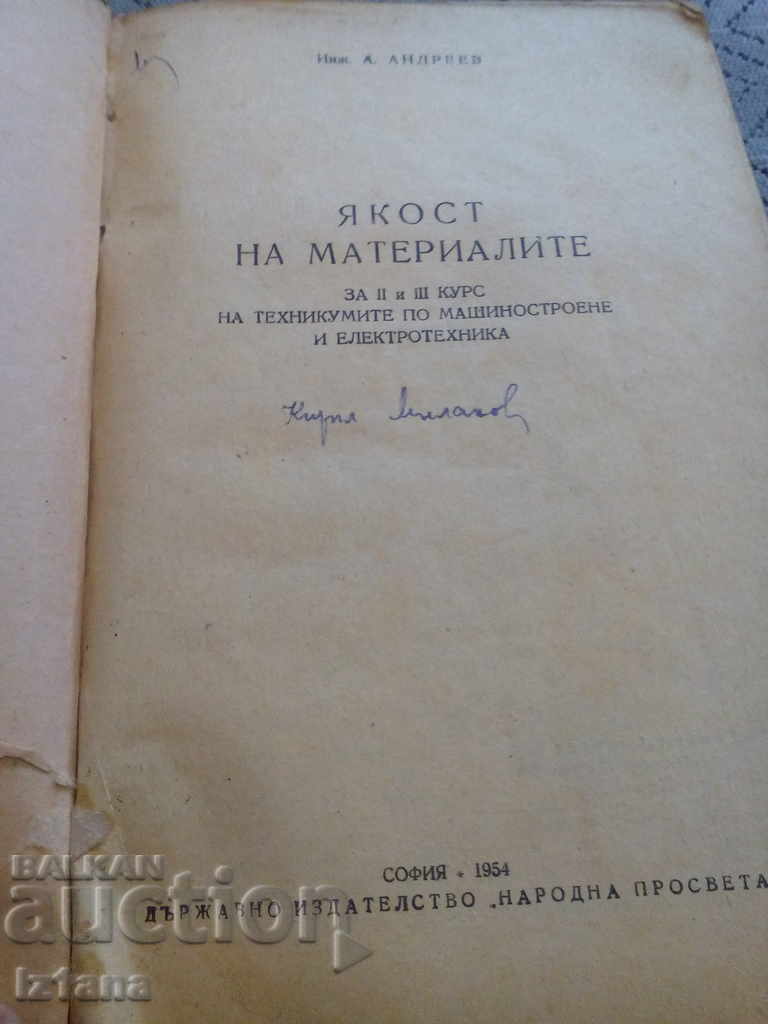 Инж. А. АНДРЕЕВ
ЯКОСТ
НА МАТЕРИАЛИТЕ
ЗА II и III КУРС
НА ТЕХНИКУМИТЕ ПО МАШИНОСТРОЕНЕ
И ЕЛЕКТРОТЕХНИКА
Кирил
СОФИЯ * 1954
ДЪРЖАВНО ИЗДАТЕЛСТВО „НАРОДНА ПРОСВЕТА
BALKAN
auction
Iztana